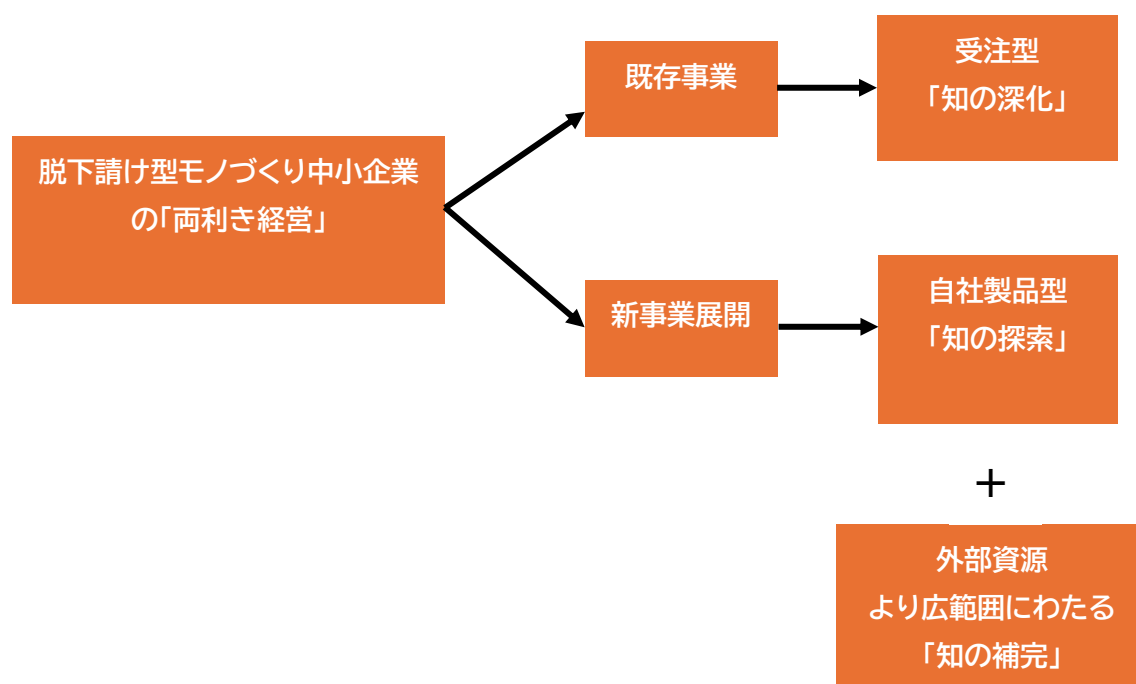 脱下請け型モノづくり中小企業
の「両利き経営」
既存事業
受注型
「知の深化」
新事業展開
自社製品型
「知の探索」
＋
外部資源
より広範囲にわたる
「知の補完」